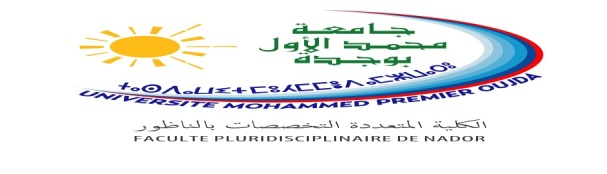 جامعة
محمد الأول
بوجدة
UNIVERSITE MOHAMMED PREMIER OUJDA
الكلية المتعددة التخصصات بالناظور
FACULTE PLURIDISCIPLINAIRE DE NADOR